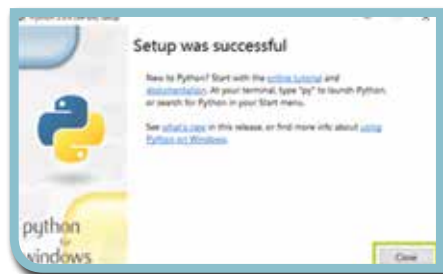 Setup was successful
New to Python? Start with the online tutorial and
documentation. At your terminal, type "py" to launch Python,
or search for Python in your Start menu.
See what's new in this release, or find more info about using
Python on Windows.
python
for
windows
Close